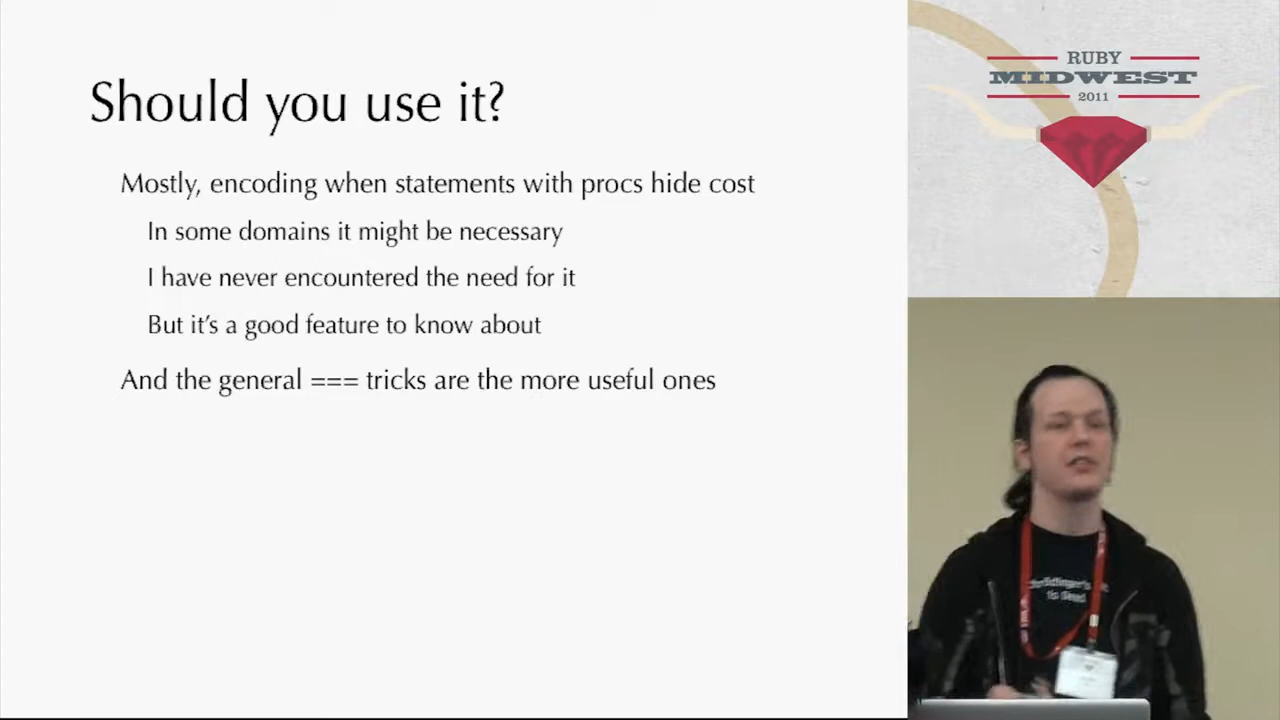 Should you use it?
Mostly, encoding when statements with procs hide cost
In some domains it might be necessary
I have never encountered the need for it
But it's a good feature to know about
And the general === tricks are the more useful ones
RUBY
MIDWEST
2011
is dead